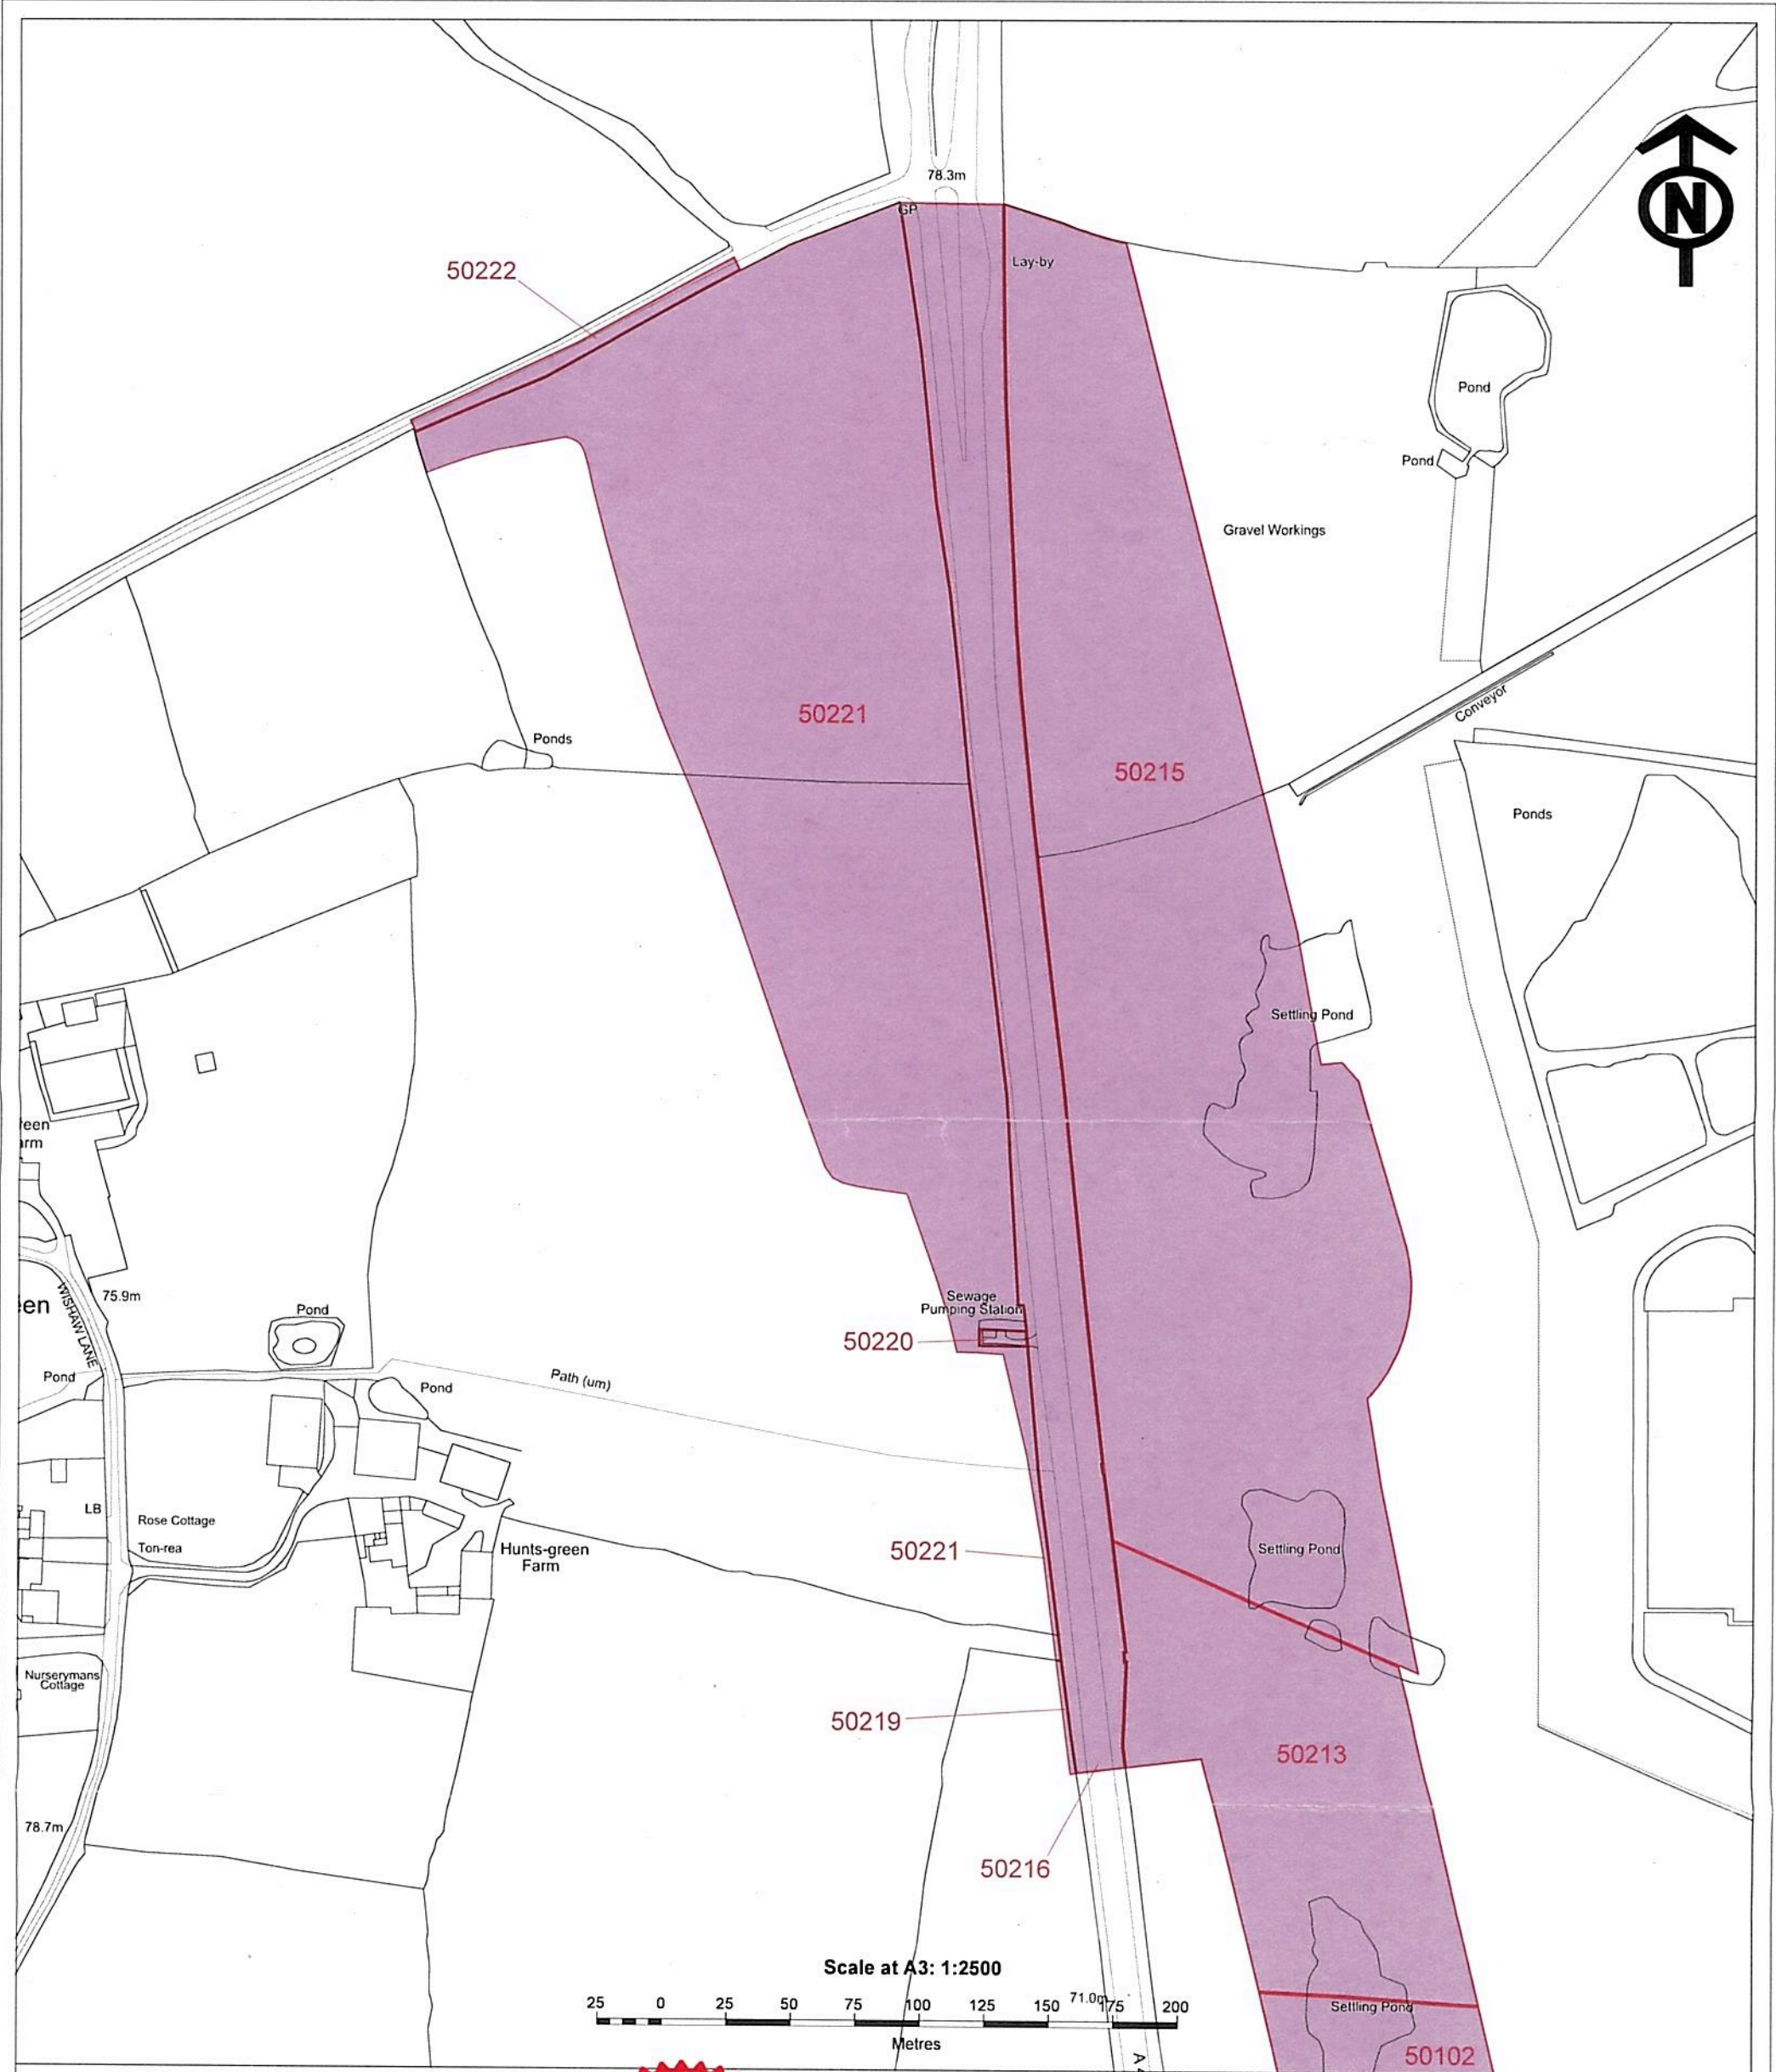 78.3m
GP
N
Lay-by
50222
Pond
Pond
Gravel Workings
Conveyor
50221
Ponds
50215
Ponds
Settling Pond
een
arm
Sewage
Pumping Station
en
WISHAW LANE
75.9m
Pond
50220
Path (um)
Pond
Pond
LB
Rose Cottage
Ton-rea
Hunts-green
Farm
50221
Settling Pond
Nurserymans
Cottage
50219
50213
78.7m
50216
Scale at A3: 1:2500
25 0 25 50 75 100 125 150 175 200
71.0m
Metres
Settling Pond
50102
A 4